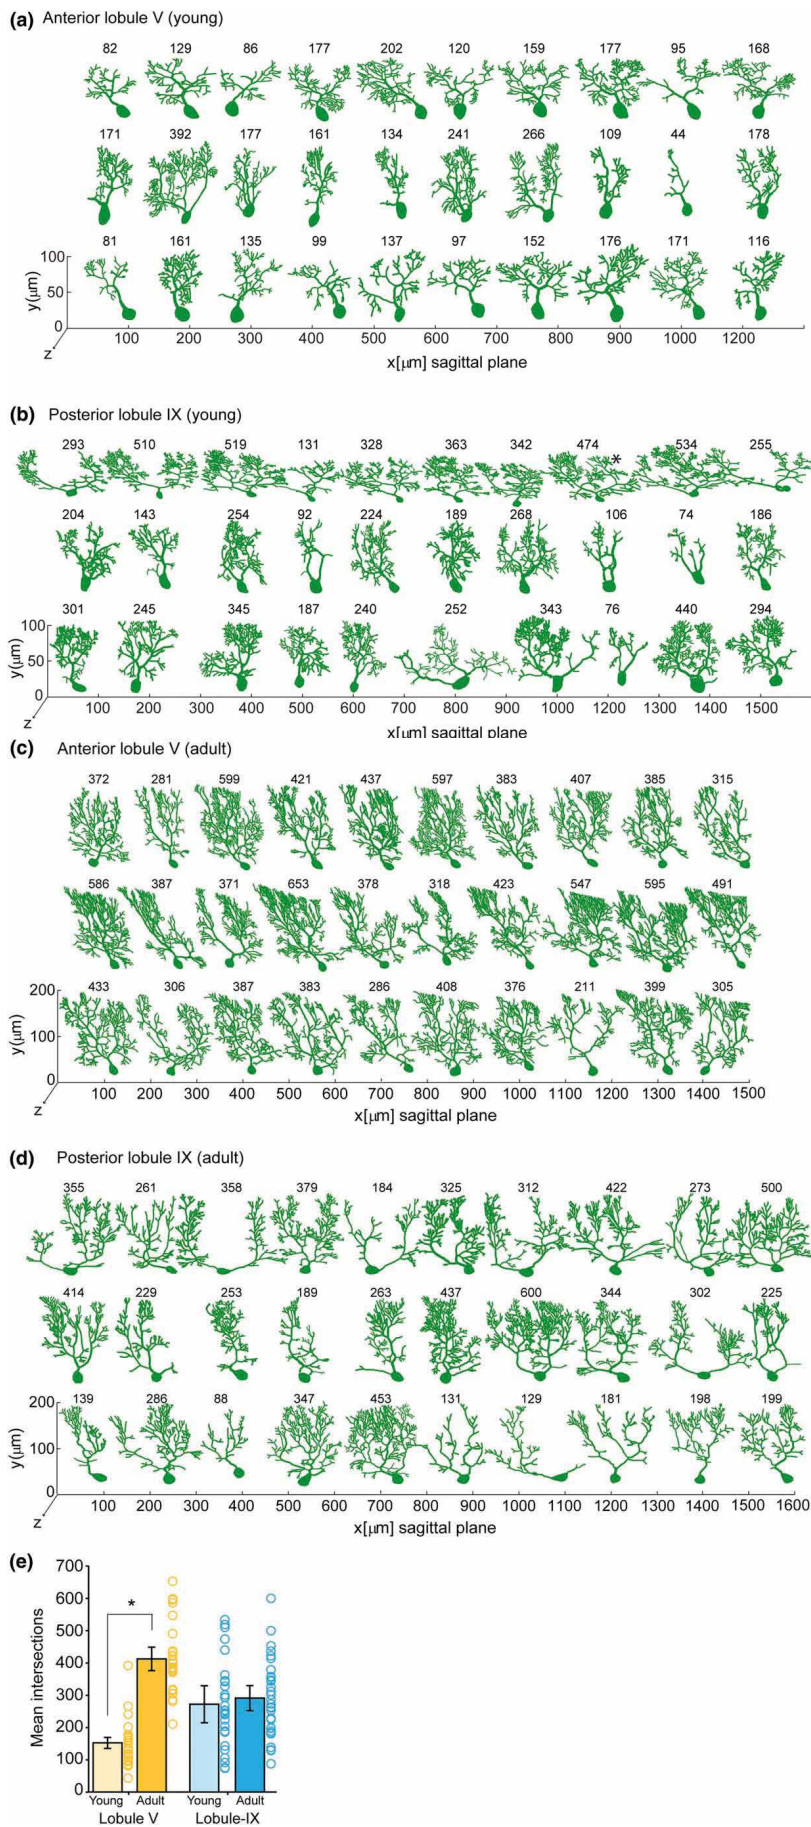 (a) Anterior lobule V (young)
82 129 86 177 202 120 159 177 95 168
171 392 177 161 134 241 266 109 44 178
81 161 135 99 137 97 152 176 171 116
y(µm)
100
50
0
z
100 200 300 400 500 600 700 800 900 1000 1100 1200
x[µm] sagittal plane
(b) Posterior lobule IX (young)
293 510 519 131 328 363 342 474 * 534 255
204 143 254 92 224 189 268 106 74 186
301 245 345 187 240 252 343 76 440 294
y(µm)
100
50
0
z
100 200 300 400 500 600 700 800 900 1000 1100 1200 1300 1400 1500
x[µm] sagittal plane
(c) Anterior lobule V (adult)
372 281 599 421 437 597 383 407 385 315
586 387 371 653 378 318 423 547 595 491
433 306 387 383 286 408 376 211 399 305
y(µm)
200
100
0
z
100 200 300 400 500 600 700 800 900 1000 1100 1200 1300 1400 1500
x[µm] sagittal plane
(d) Posterior lobule IX (adult)
355 261 358 379 184 325 312 422 273 500
414 229 253 189 263 437 600 344 302 225
139 286 88 347 453 131 129 181 198 199
y(µm)
200
100
0
z
100 200 300 400 500 600 700 800 900 1000 1100 1200 1300 1400 1500 1600
x[µm] sagittal plane
(e)
Mean intersections
700
600
500
400
300
200
100
0
*
Young Adult Young Adult
Lobule V Lobule-IX